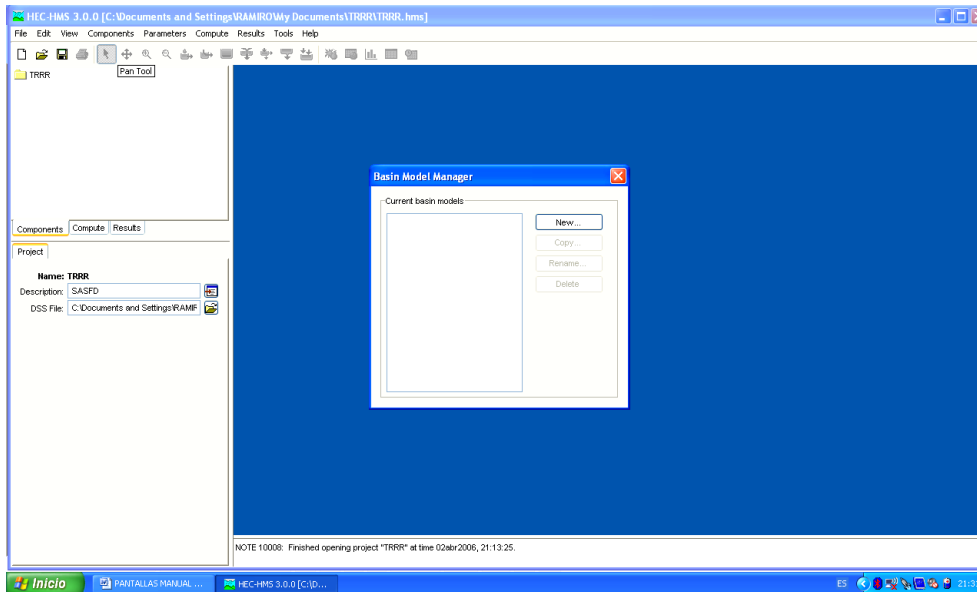 HEC-HMS 3.0.0 [C:\Documents and Settings\RAMIRO\My Documents\TRRR\TRRR.hms]
File Edit View Components Parameters Compute Results Tools Help
Pan Tool
TRRR
Basin Model Manager
Current basin models
New...
Copy...
Rename...
Delete
Components Compute Results
Project
Name: TRRR
Description: SASFD
DSS File: C:\Documents and Settings\RAMIF
NOTE 10008: Finished opening project "TRRR" at time 02abr2006, 21:13:25.
Inicio PANTALLAS MANUAL ... HEC-HMS 3.0.0 [C:\D... ES